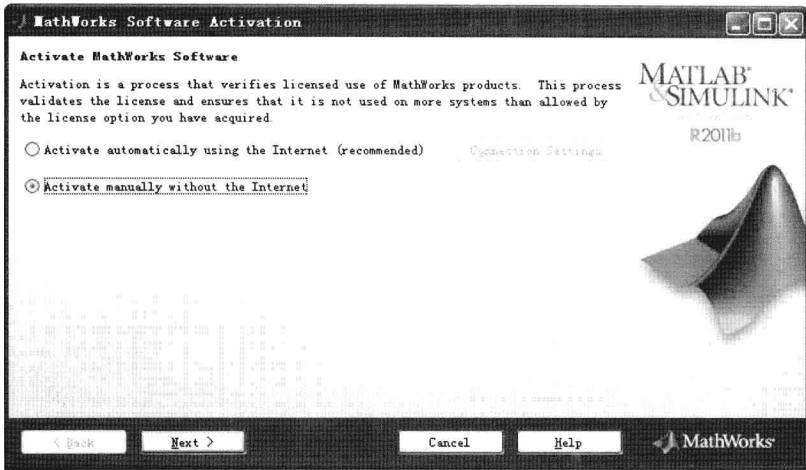 MathWorks Software Activation
Activate MathWorks Software
Activation is a process that verifies licensed use of MathWorks products. This process
validates the license and ensures that it is not used on more systems than allowed by
the license option you have acquired.
Activate automatically using the Internet (recommended)
Connection Settings
Activate manually without the Internet
MATLAB®
&SIMULINK®
R2011b
< Back
Next >
Cancel
Help
MathWorks®